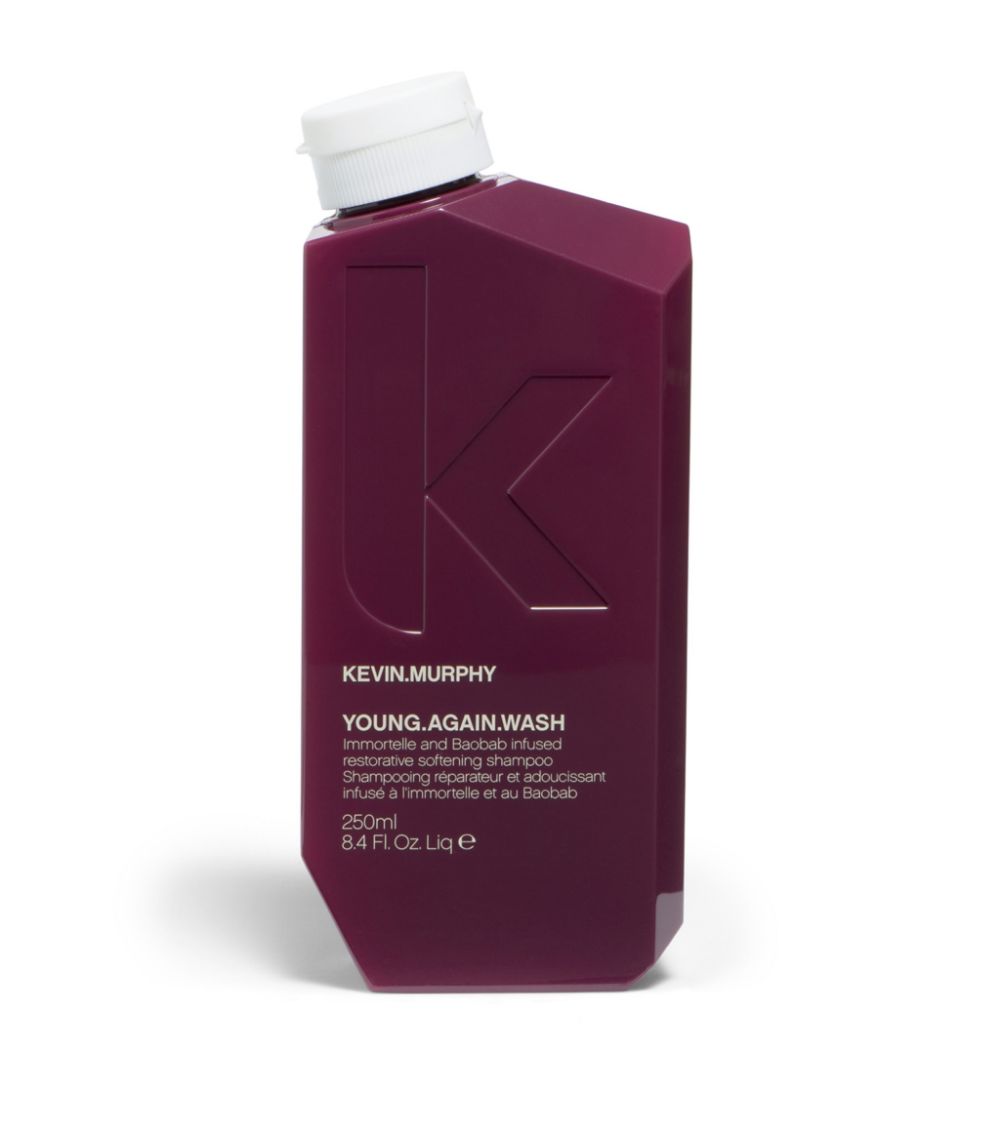 K
KEVIN.MURPHY
YOUNG.AGAIN.WASH
Immortelle and Baobab infused
restorative softening shampoo
Shampooing réparateur et adoucissant
infusé à l'immortelle et au Baobab
250ml
8.4 Fl. Oz. Liq ℮